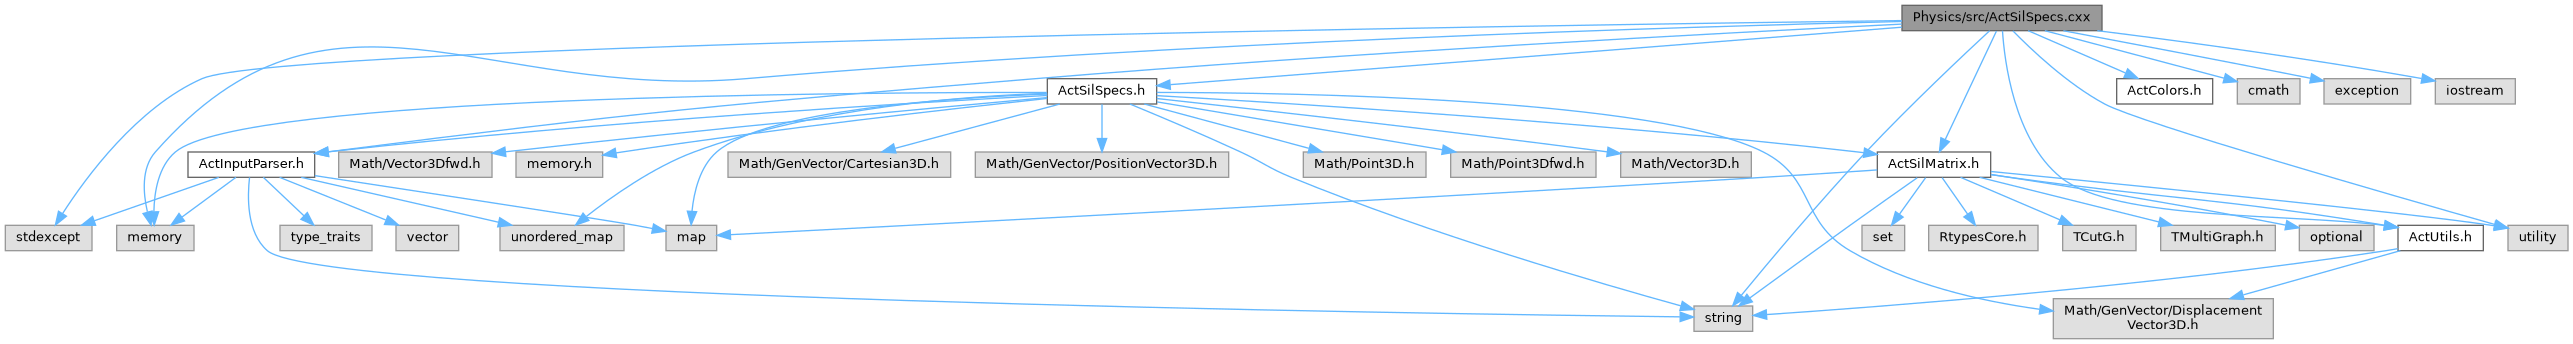 Physics/src/ActSilSpecs.cxx
ActSilSpecs.h
ActColors.h
cmath
exception
iostream
ActInputParser.h
Math/Vector3Dfwd.h
memory.h
Math/GenVector/Cartesian3D.h
Math/GenVector/PositionVector3D.h
Math/Point3D.h
Math/Point3Dfwd.h
Math/Vector3D.h
ActSilMatrix.h
stdexcept
memory
type_traits
vector
unordered_map
map
set
RtypesCore.h
TCutG.h
TMultiGraph.h
optional
ActUtils.h
utility
string
Math/GenVector/Displacement
Vector3D.h